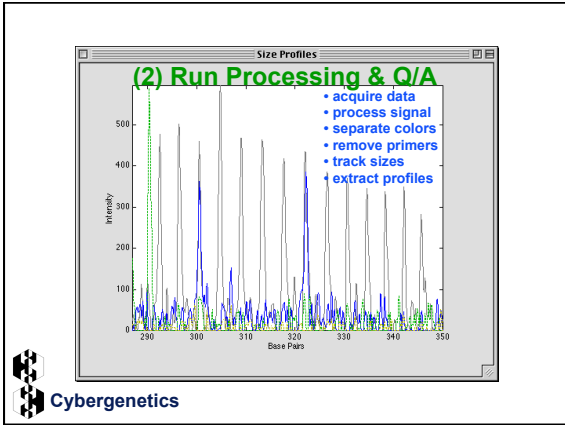 Size Profiles
(2) Run Processing & Q/A
• acquire data
• process signal
• separate colors
• remove primers
• track sizes
• extract profiles
500
400
300
200
100
0
Intensity
290 300 310 320 330 340 350
Base Pairs
Cybergenetics